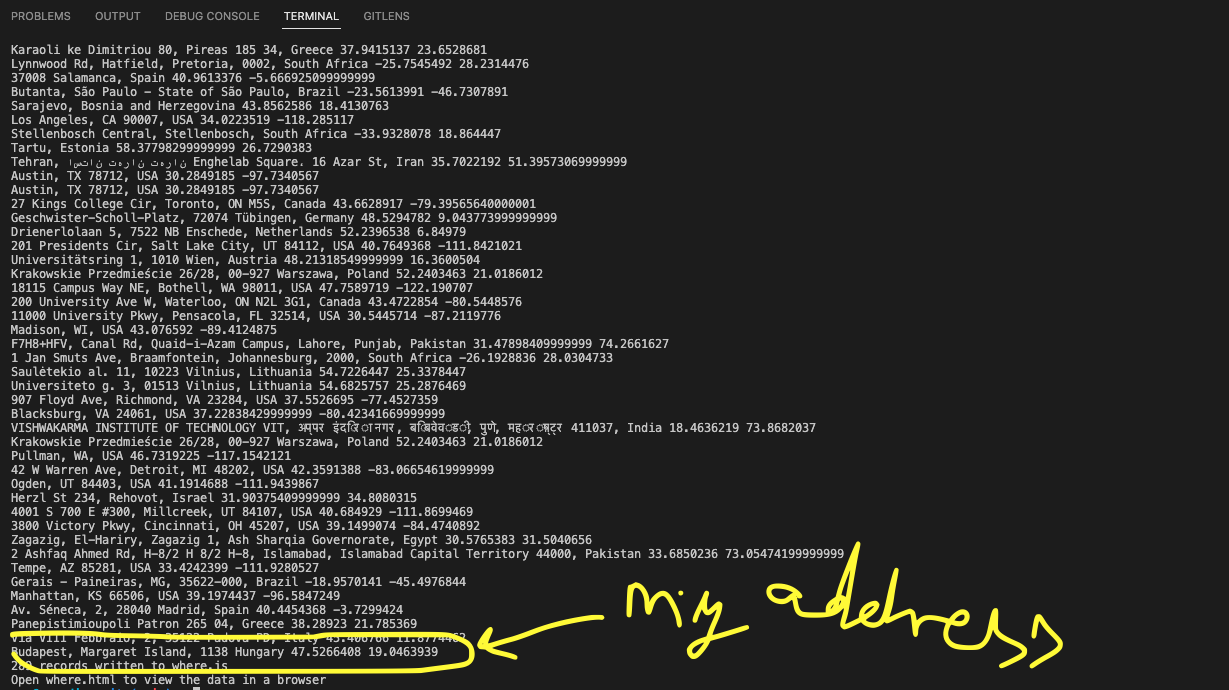 PROBLEMS OUTPUT DEBUG CONSOLE TERMINAL GITLENS
Karaoli ke Dimitriou 80, Pireas 185 34, Greece 37.9415137 23.6528681
Lynnwood Rd, Hatfield, Pretoria, 0002, South Africa -25.7545492 28.2314476
37008 Salamanca, Spain 40.9613376 -5.666925099999999
Butanta, São Paulo - State of São Paulo, Brazil -23.5613991 -46.7307891
Sarajevo, Bosnia and Herzegovina 43.8562586 18.4130763
Los Angeles, CA 90007, USA 34.0223519 -118.285117
Stellenbosch Central, Stellenbosch, South Africa -33.9328078 18.864447
Tartu, Estonia 58.37798299999999 26.7290383
Tehran, استان تهران تهران Enghelab Square. 16 Azar St, Iran 35.7022192 51.39573069999999
Austin, TX 78712, USA 30.2849185 -97.7340567
Austin, TX 78712, USA 30.2849185 -97.7340567
27 Kings College Cir, Toronto, ON M5S, Canada 43.6628917 -79.39565640000001
Geschwister-Scholl-Platz, 72074 Tübingen, Germany 48.5294782 9.043773999999999
Drienerlolaan 5, 7522 NB Enschede, Netherlands 52.2396538 6.84979
201 Presidents Cir, Salt Lake City, UT 84112, USA 40.7649368 -111.8421021
Universitätsring 1, 1010 Wien, Austria 48.21318549999999 16.3600504
Krakowskie Przedmieście 26/28, 00-927 Warszawa, Poland 52.2403463 21.0186012
18115 Campus Way NE, Bothell, WA 98011, USA 47.7589719 -122.190707
200 University Ave W, Waterloo, ON N2L 3G1, Canada 43.4722854 -80.5448576
11000 University Pkwy, Pensacola, FL 32514, USA 30.5445714 -87.2119776
Madison, WI, USA 43.076592 -89.4124875
F7H8+HFV, Canal Rd, Quaid-i-Azam Campus, Lahore, Punjab, Pakistan 31.47898409999999 74.2661627
1 Jan Smuts Ave, Braamfontein, Johannesburg, 2000, South Africa -26.1928836 28.0304733
Saulėtekio al. 11, 10223 Vilnius, Lithuania 54.7226447 25.3378447
Universiteto g. 3, 01513 Vilnius, Lithuania 54.6825757 25.2876469
907 Floyd Ave, Richmond, VA 23284, USA 37.5526695 -77.4527359
Blacksburg, VA 24061, USA 37.22838429999999 -80.42341669999999
VISHWAKARMA INSTITUTE OF TECHNOLOGY VIT, अप्पर इंदिरा नगर, बिबवेवाडी, पुणे, महाराष्ट्र 411037, India 18.4636219 73.8682037
Krakowskie Przedmieście 26/28, 00-927 Warszawa, Poland 52.2403463 21.0186012
Pullman, WA, USA 46.7319225 -117.1542121
42 W Warren Ave, Detroit, MI 48202, USA 42.3591388 -83.06654619999999
Ogden, UT 84403, USA 41.1914688 -111.9439867
Herzl St 234, Rehovot, Israel 31.90375409999999 34.8080315
4001 S 700 E #300, Millcreek, UT 84107, USA 40.684929 -111.8699469
3800 Victory Pkwy, Cincinnati, OH 45207, USA 39.1499074 -84.4740892
Zagazig, El-Hariry, Zagazig 1, Ash Sharqia Governorate, Egypt 30.5765383 31.5040656
2 Ashfaq Ahmed Rd, H-8/2 H 8/2 H-8, Islamabad, Islamabad Capital Territory 44000, Pakistan 33.6850236 73.05474199999999
Tempe, AZ 85281, USA 33.4242399 -111.9280527
Gerais - Paineiras, MG, 35622-000, Brazil -18.9570141 -45.4976844
Manhattan, KS 66506, USA 39.1974437 -96.5847249
Av. Séneca, 2, 28040 Madrid, Spain 40.4454368 -3.7299424
Panepistimioupoli Patron 265 04, Greece 38.28923 21.785369
Via VIII Febbraio, 2, 35122 Padova PD, Italy
Budapest, Margaret Island, 1138 Hungary 47.5266408 19.0463939
my address
records written to where.js
Open where.html to view the data in a browser